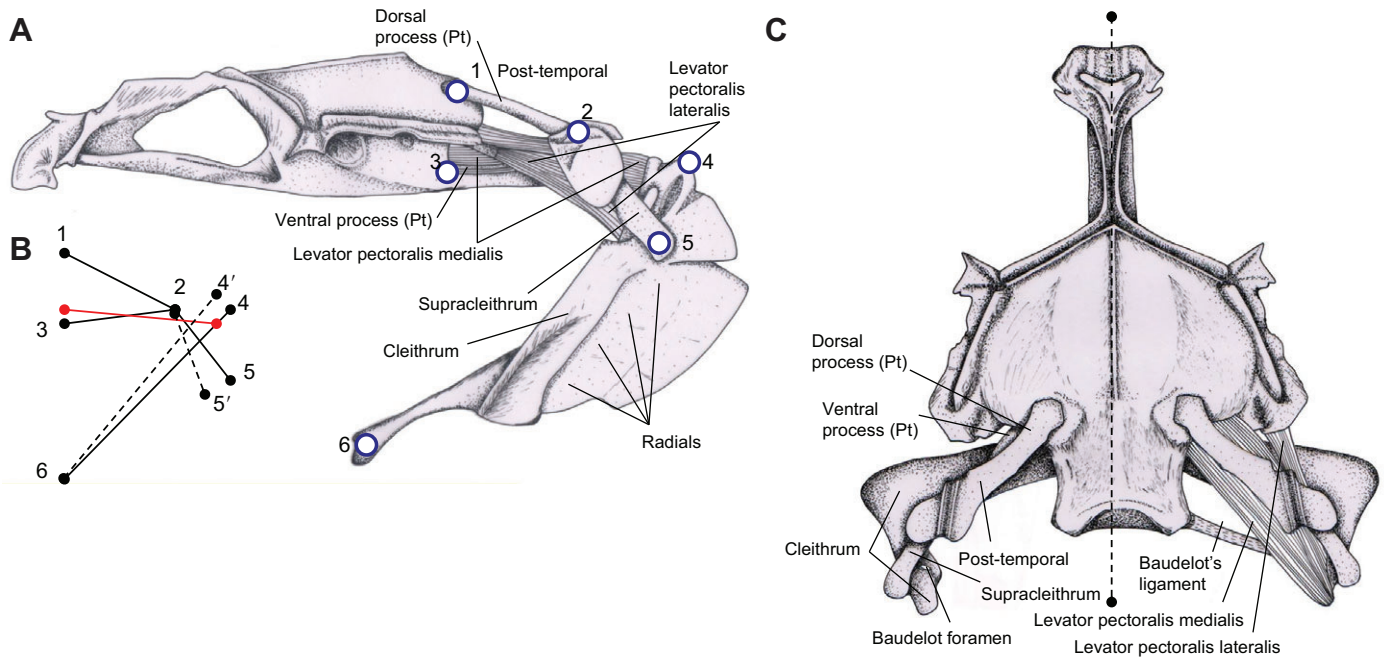 A
Dorsal
process (Pt)
1
Post-temporal
Levator
pectoralis
lateralis
2
3
4
Ventral process (Pt)
Levator pectoralis medialis
5
Supracleithrum
Cleithrum
Radials
6
B
1
2
4′
4
3
5
5′
6
C
Dorsal
process (Pt)
Ventral
process (Pt)
Cleithrum
Post-temporal
Supracleithrum
Baudelot foramen
Baudelot's
ligament
Levator pectoralis medialis
Levator pectoralis lateralis